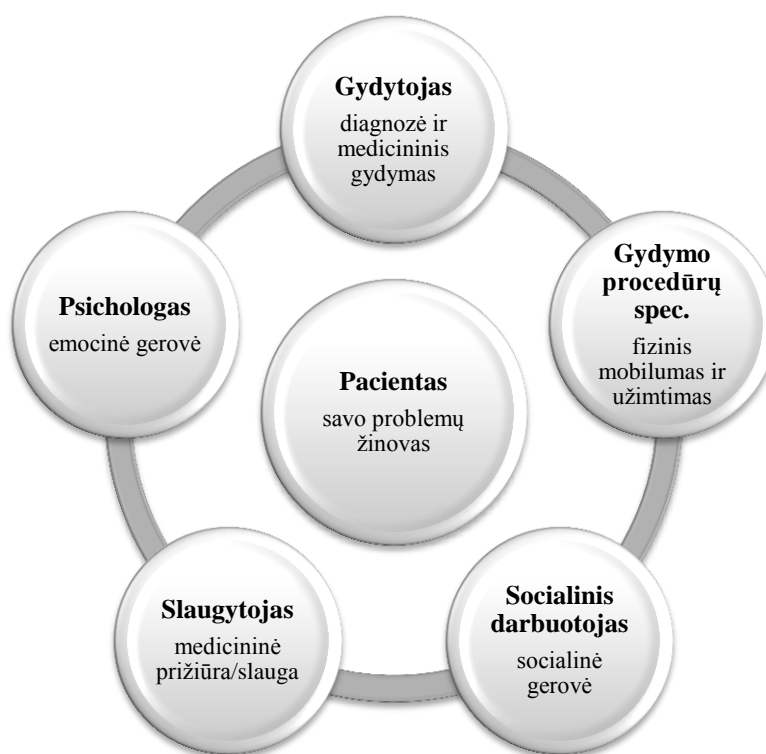 Gydytojas
diagnozė ir
medicininis
gydymas
Gydymo
procedūrų
spec.
fizinis
mobilumas ir
užimtimas
Psichologas
emocinė gerovė
Pacientas
savo problemų
žinovas
Slaugytojas
medicininė
prižiūra/slauga
Socialinis
darbuotojas
socialinė
gerovė